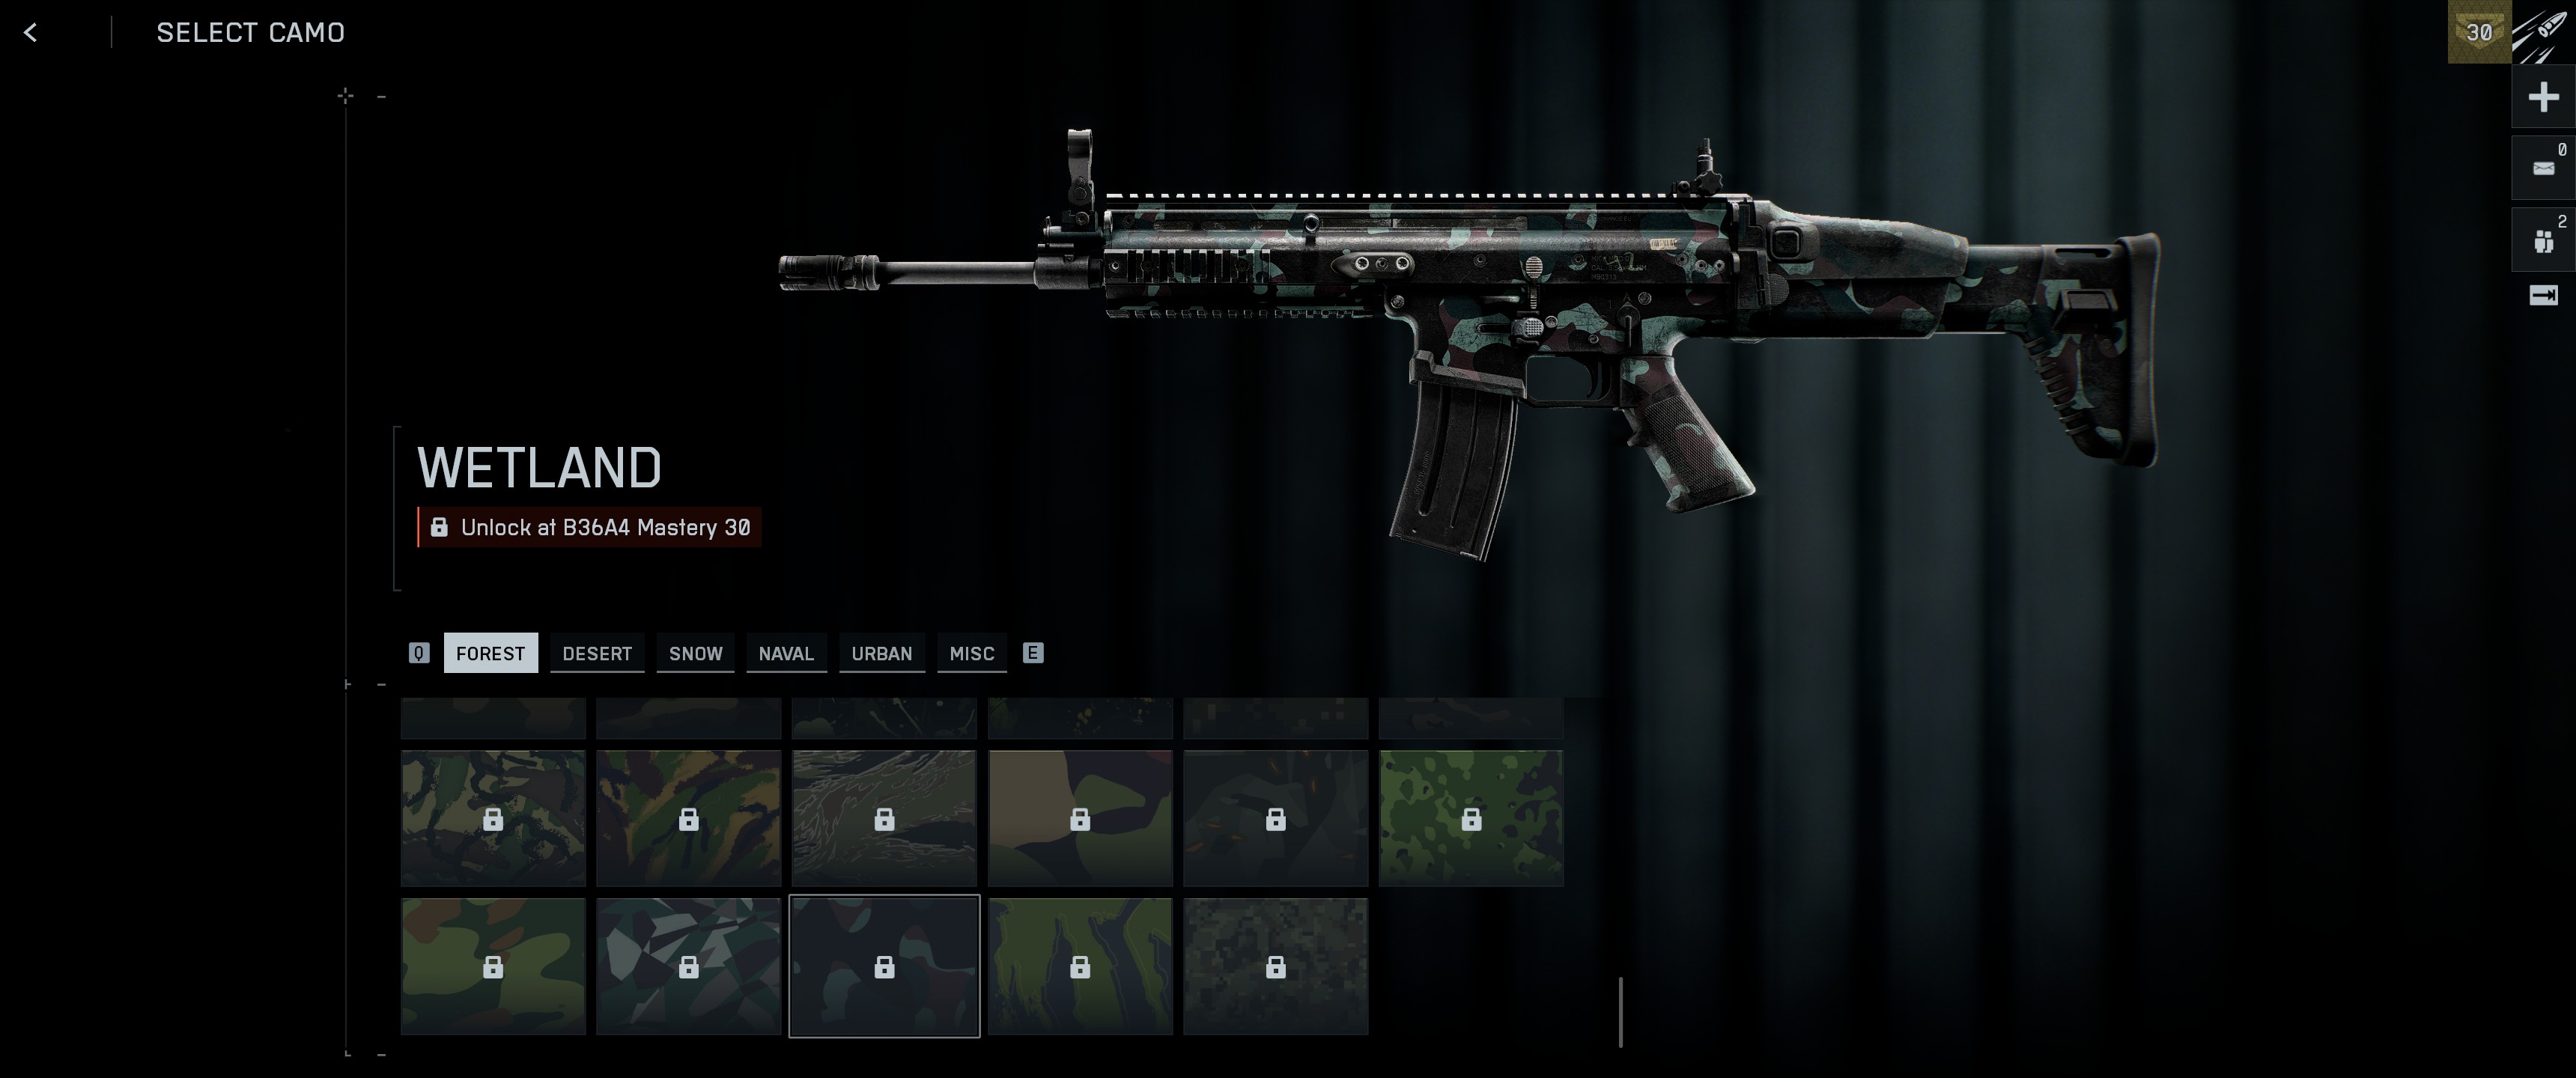 SELECT CAMO
30
0
2
WETLAND
Unlock at B36A4 Mastery 30
Q FOREST DESERT SNOW NAVAL URBAN MISC E